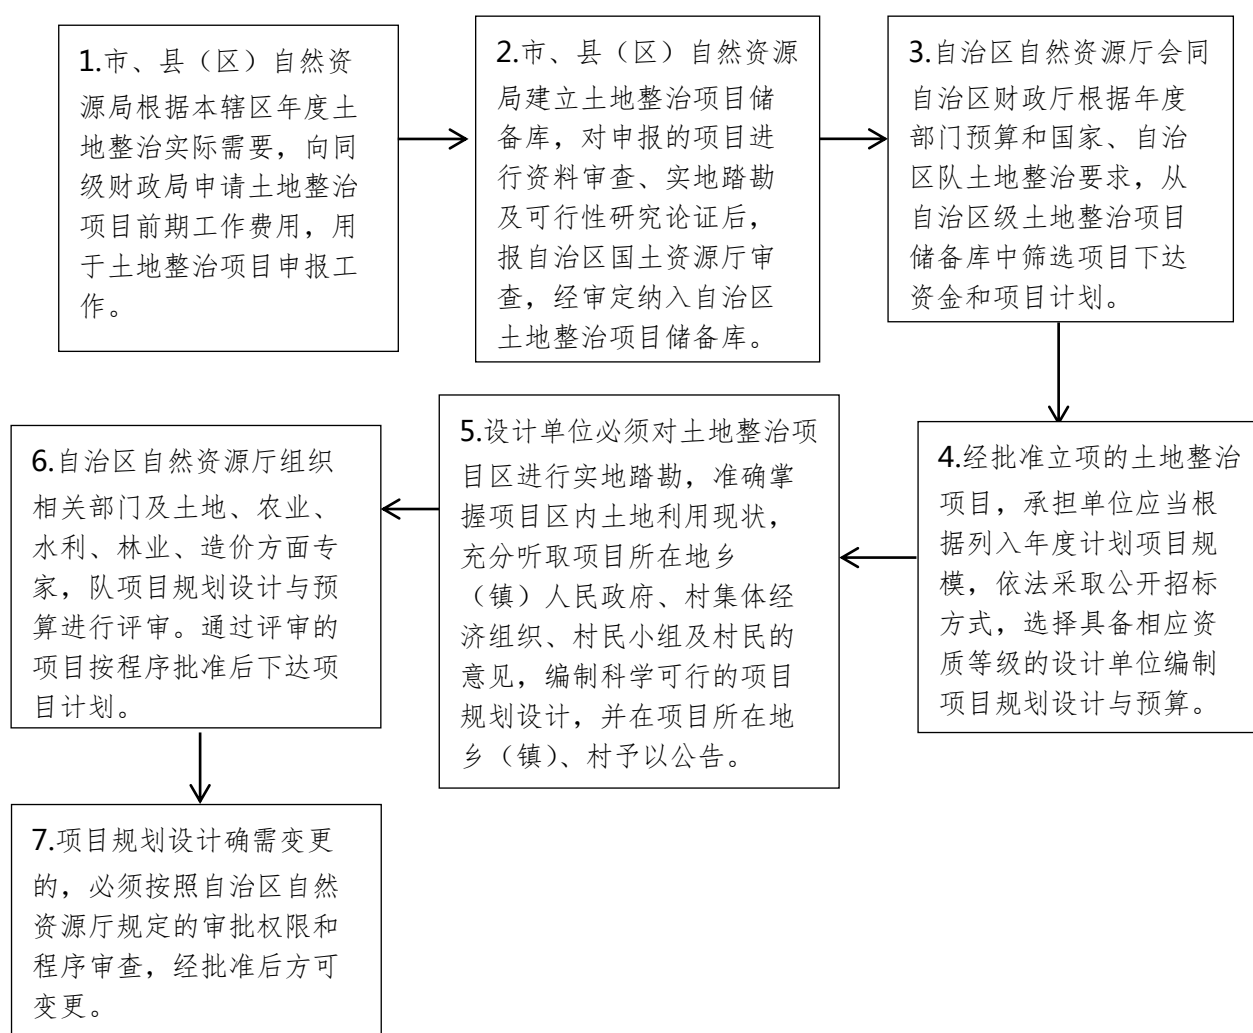 1.市、县（区）自然资
源局根据本辖区年度土
地整治实际需要，向同
级财政局申请土地整治
项目前期工作费用，用
于土地整治项目申报工
作。
2.市、县（区）自然资源
局建立土地整治项目储
备库，对申报的项目进
行资料审查、实地踏勘
及可行性研究论证后，
报自治区国土资源厅审
查，经审定纳入自治区
土地整治项目储备库。
3.自治区自然资源厅会同
自治区财政厅根据年度
部门预算和国家、自治
区队土地整治要求，从
自治区级土地整治项目
储备库中筛选项目下达
资金和项目计划。
4.经批准立项的土地整治
项目，承担单位应当根
据列入年度计划项目规
模，依法采取公开招标
方式，选择具备相应资
质等级的设计单位编制
项目规划设计与预算。
5.设计单位必须对土地整治项
目区进行实地踏勘，准确掌
握项目区内土地利用现状，
充分听取项目所在地乡
（镇）人民政府、村集体经
济组织、村民小组及村民的
意见，编制科学可行的项目
规划设计，并在项目所在地
乡（镇）、村予以公告。
6.自治区自然资源厅组织
相关部门及土地、农业、
水利、林业、造价方面专
家，队项目规划设计与预
算进行评审。通过评审的
项目按程序批准后下达项
目计划。
7.项目规划设计确需变更
的，必须按照自治区自然
资源厅规定的审批权限和
程序审查，经批准后方可
变更。